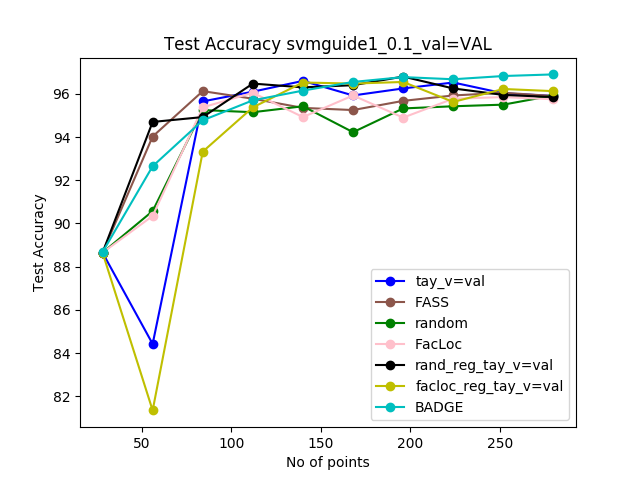 Test Accuracy svmguide1_0.1_val=VAL
96
94
92
90
88
86
84
82
Test Accuracy
50
100
150
200
250
No of points
tay_v=val
FASS
random
FacLoc
rand_reg_tay_v=val
facloc_reg_tay_v=val
BADGE